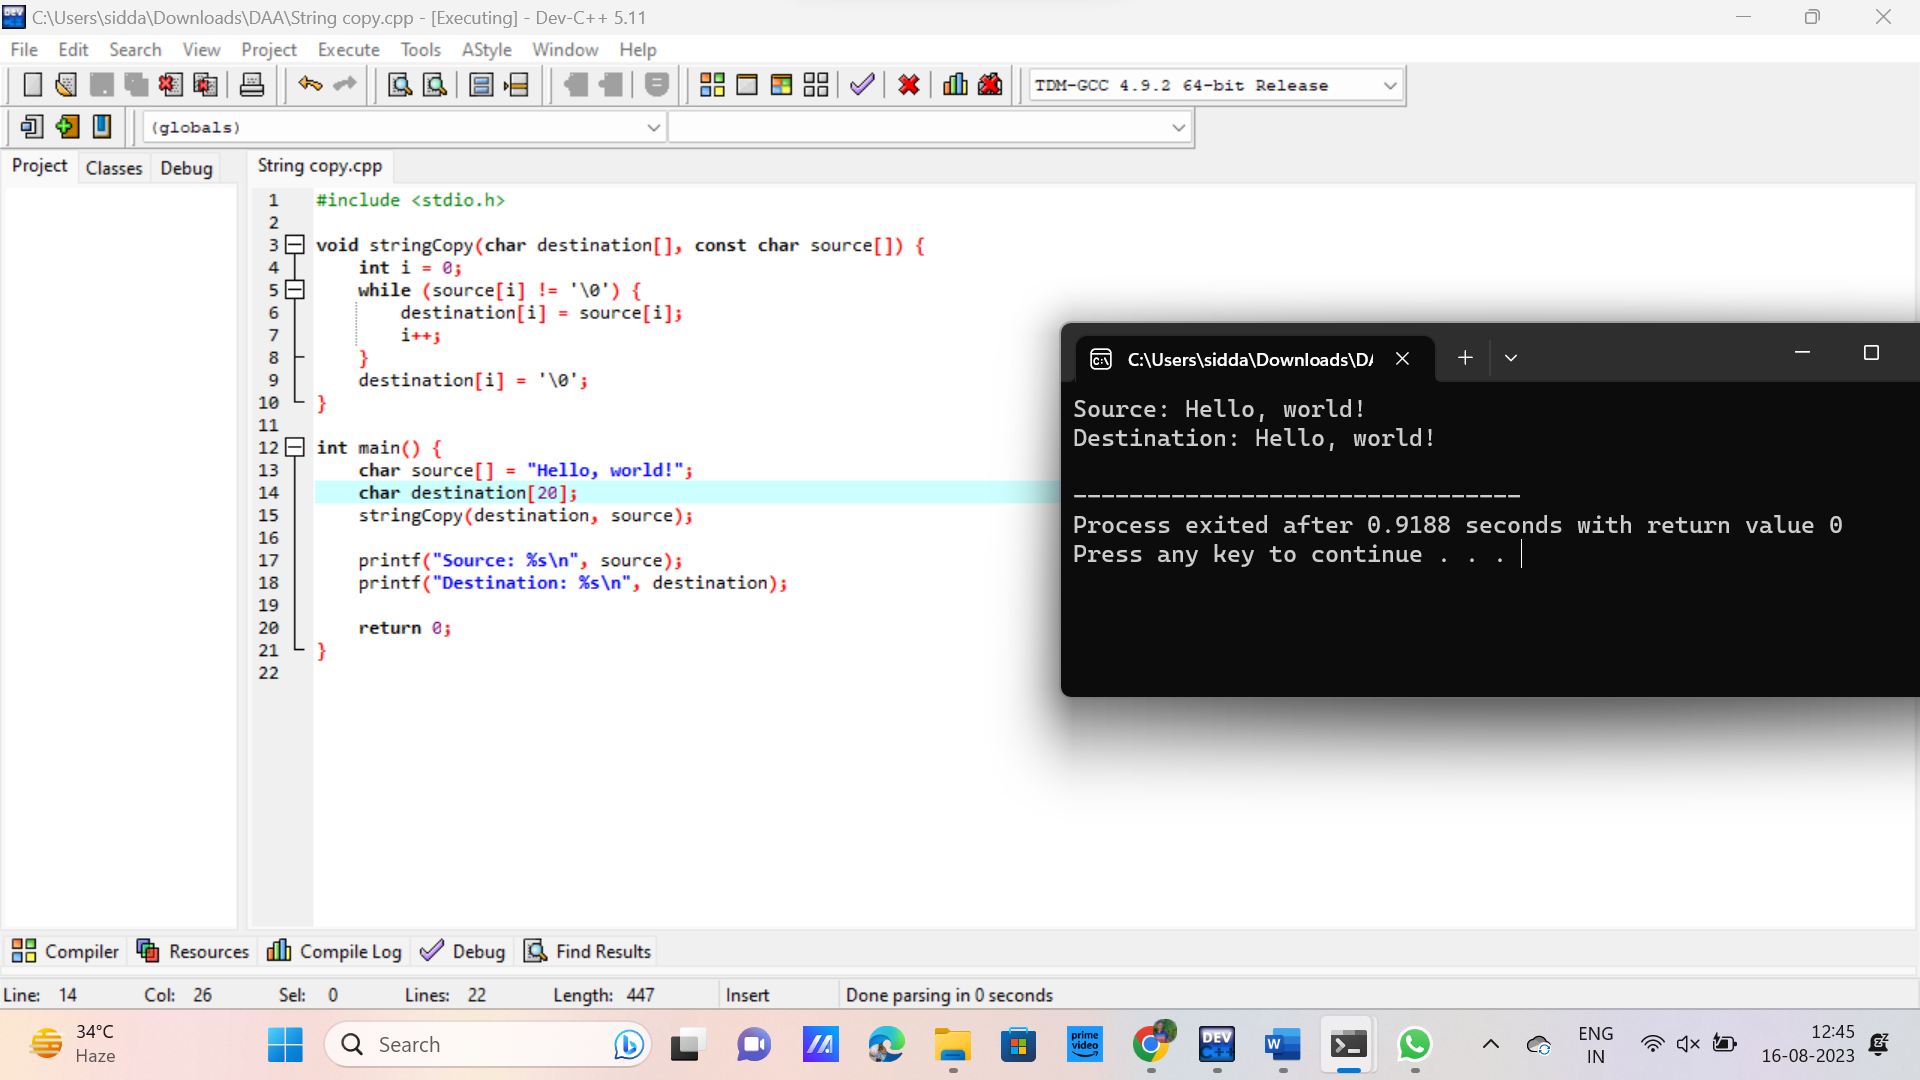 C:\Users\sidda\Downloads\DAA\String copy.cpp - [Executing] - Dev-C++ 5.11
File Edit Search View Project Execute Tools AStyle Window Help
TDM-GCC 4.9.2 64-bit Release
(globals)
Project Classes Debug
String copy.cpp
1 #include <stdio.h>
2
3 void stringCopy(char destination[], const char source[]) {
4     int i = 0;
5     while (source[i] != '\0') {
6         destination[i] = source[i];
7         i++;
8     }
9     destination[i] = '\0';
10 }
11
12 int main() {
13     char source[] = "Hello, world!";
14     char destination[20];
15     stringCopy(destination, source);
16
17     printf("Source: %s\n", source);
18     printf("Destination: %s\n", destination);
19
20     return 0;
21 }
22
C:\Users\sidda\Downloads\DA
Source: Hello, world!
Destination: Hello, world!
--------------------------------
Process exited after 0.9188 seconds with return value 0
Press any key to continue . . .
Compiler Resources Compile Log Debug Find Results
Line: 14 Col: 26 Sel: 0 Lines: 22 Length: 447 Insert Done parsing in 0 seconds
34°C
Haze
Search
prime video
DEV C++
W
ENG
IN
12:45
16-08-2023